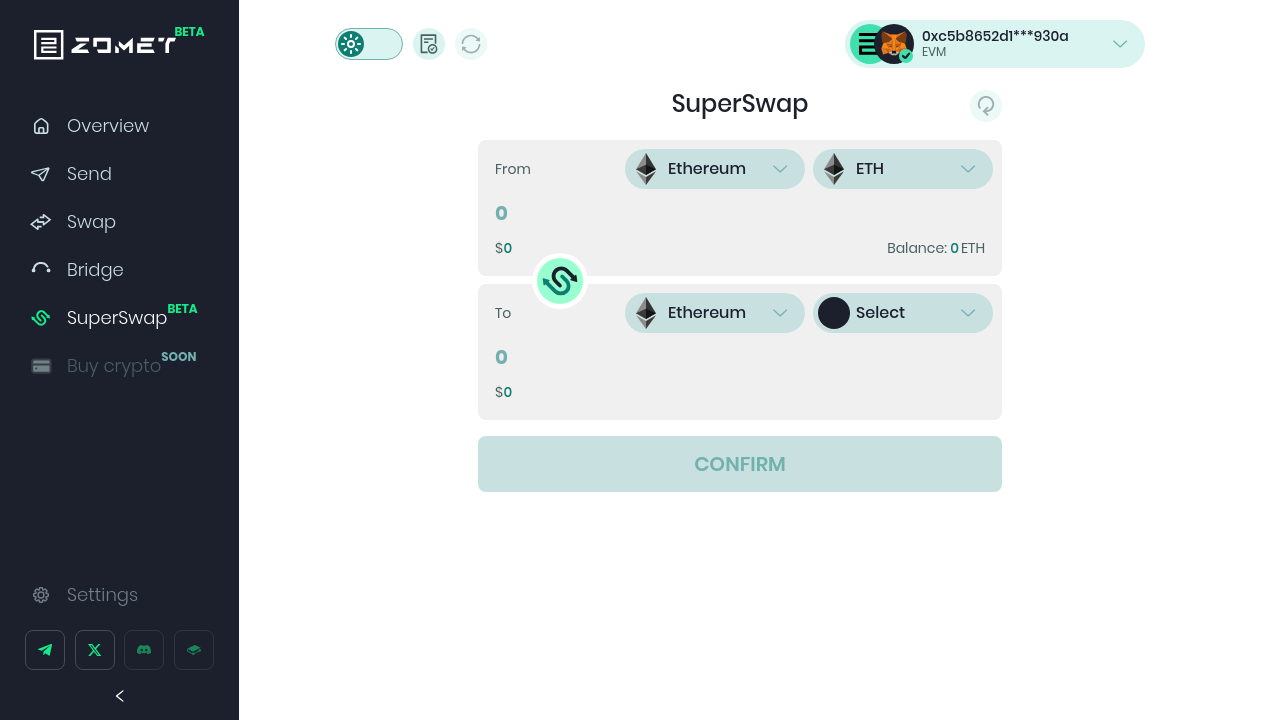 ZOMET BETA
Overview
Send
Swap
Bridge
SuperSwap BETA
Buy crypto SOON
Settings
0xc5b8652d1***930a
EVM
SuperSwap
From
Ethereum
ETH
0
$0
Balance: 0 ETH
To
Ethereum
Select
0
$0
CONFIRM